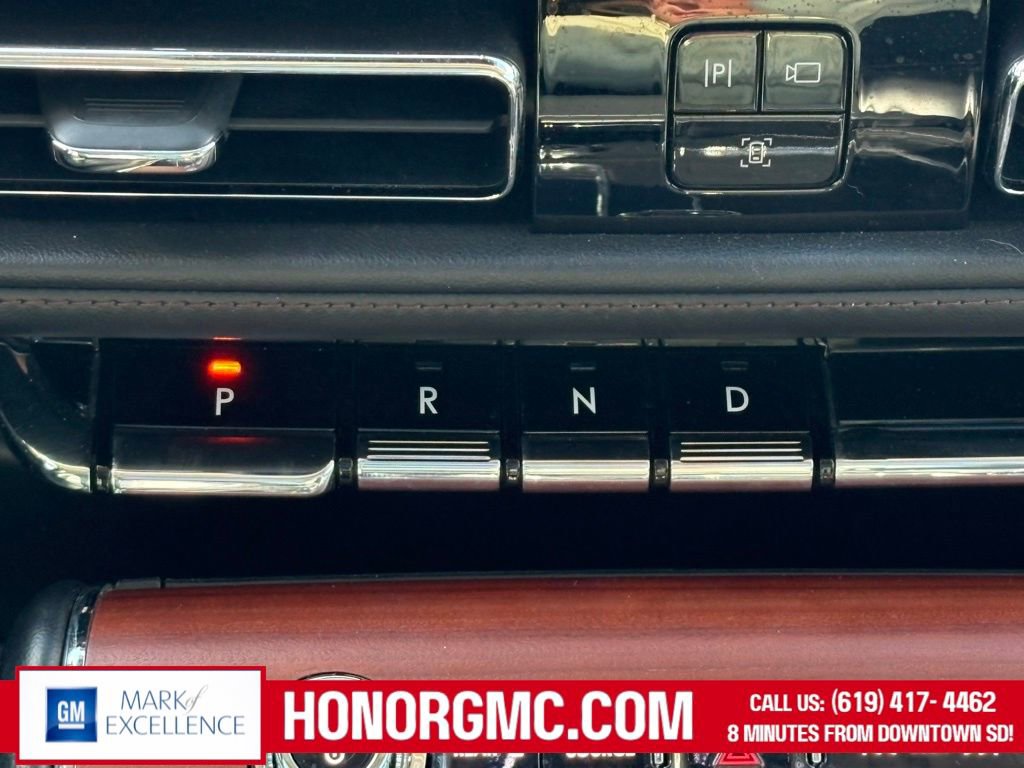 |P|
P R N D
GM
MARK of
EXCELLENCE
HONORGMC.COM
CALL US: (619) 417- 4462
8 MINUTES FROM DOWNTOWN SD!